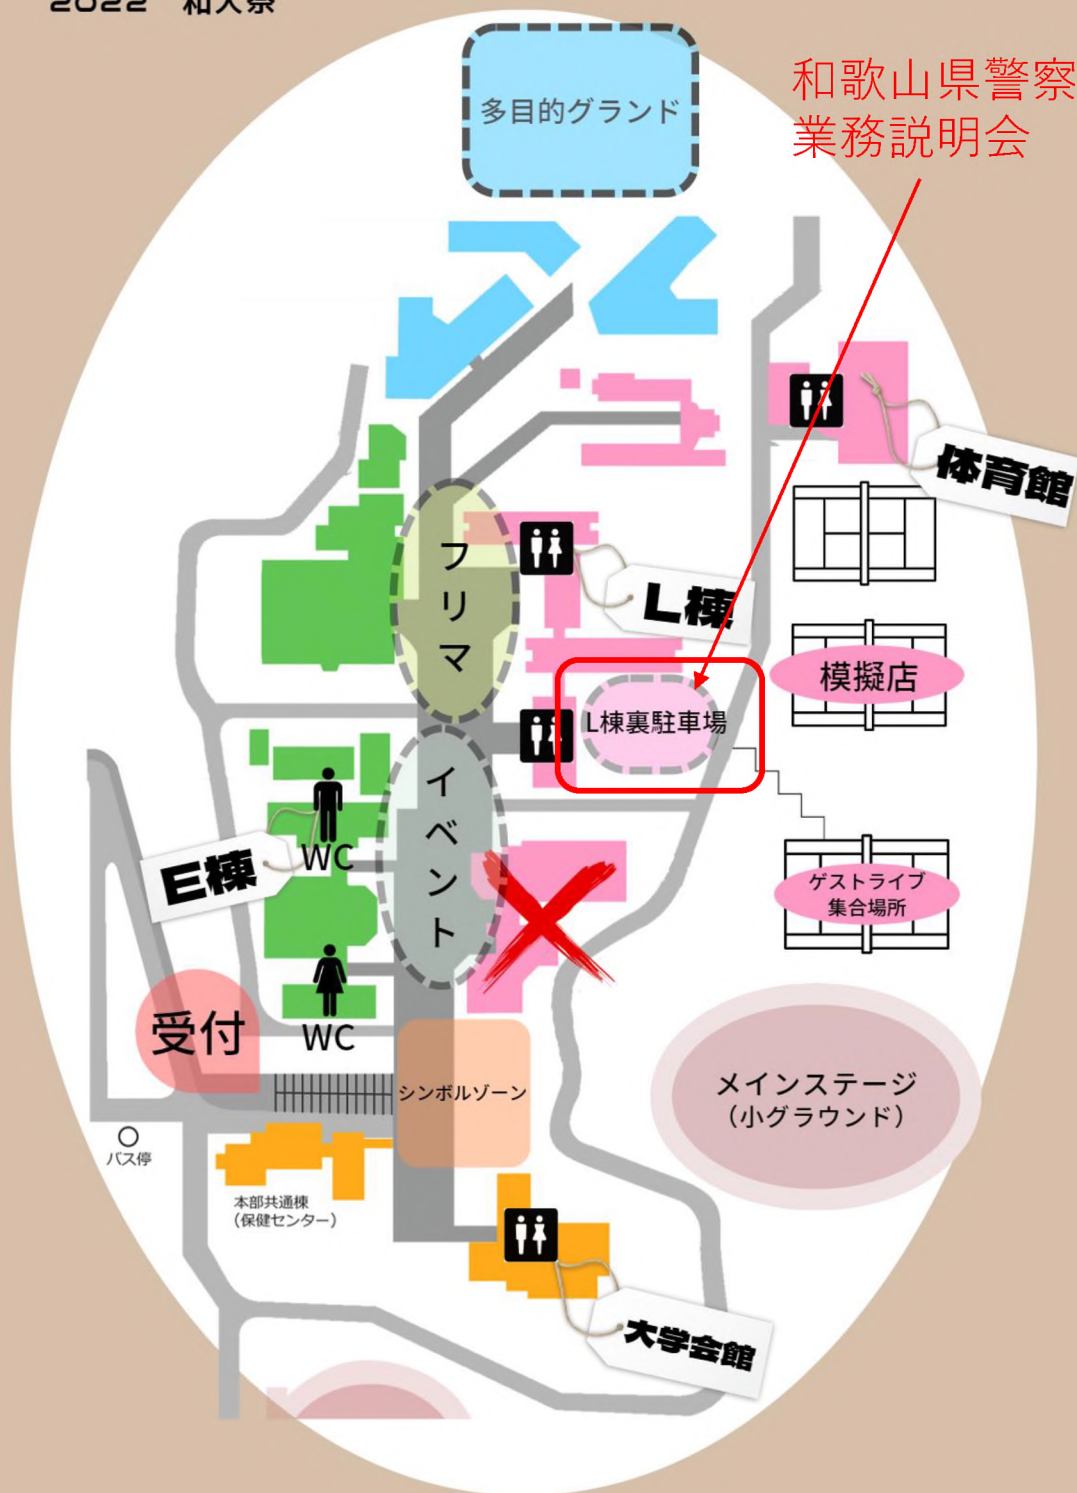 2022 和大祭
多目的グランド
和歌山県警察
業務説明会
体育館
フリマ
L棟
模擬店
L棟裏駐車場
イベント
WC
E棟
ゲストライブ
集合場所
受付
WC
シンボルゾーン
メインステージ
(小グラウンド)
バス停
本部共通棟
(保健センター)
大学会館